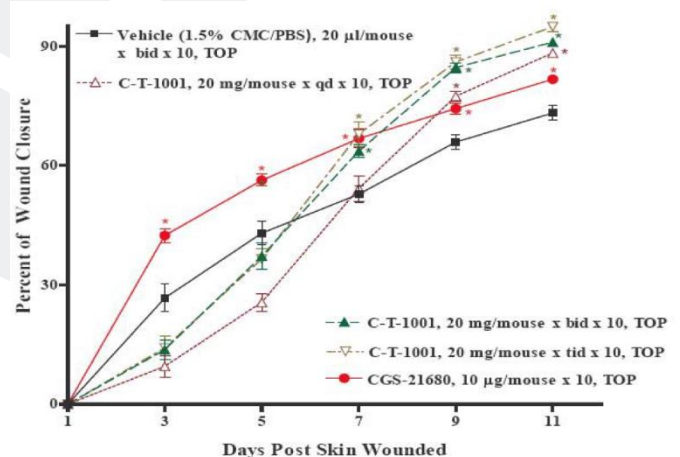 Percent of Wound Closure
90
60
30
0
Vehicle (1.5% CMC/PBS), 20 µl/mouse
x bid x 10, TOP
C-T-1001, 20 mg/mouse x qd x 10, TOP
* * * * * * * * * * * * * *
C-T-1001, 20 mg/mouse x bid x 10, TOP
C-T-1001, 20 mg/mouse x tid x 10, TOP
CGS-21680, 10 µg/mouse x 10, TOP
1 3 5 7 9 11
Days Post Skin Wounded